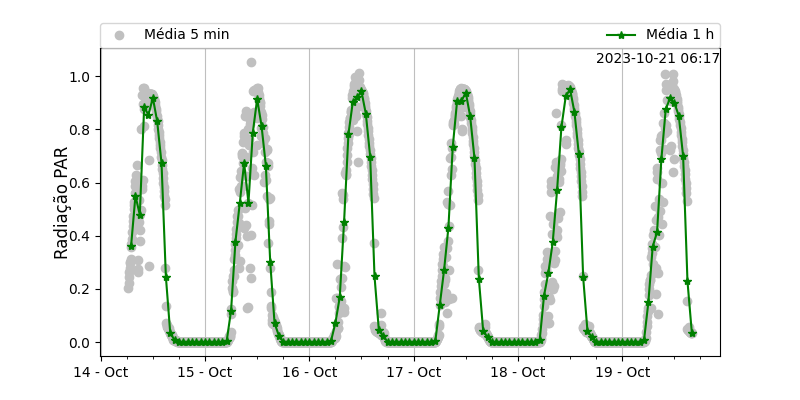 Média 5 min
Média 1 h
2023-10-21 06:17
Radiação PAR
1.0
0.8
0.6
0.4
0.2
0.0
14 - Oct
15 - Oct
16 - Oct
17 - Oct
18 - Oct
19 - Oct